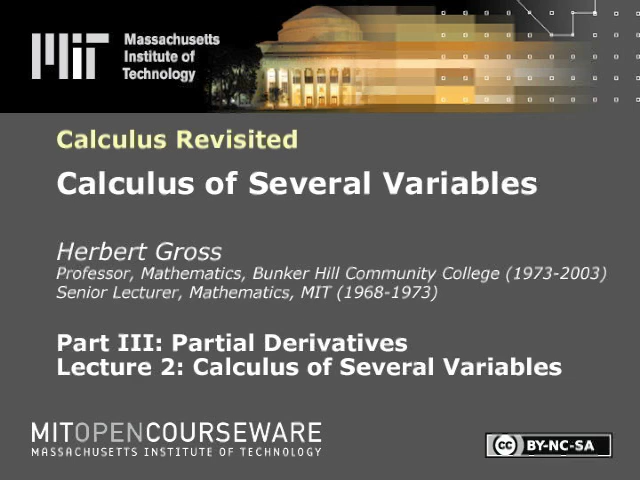 MIT
Massachusetts
Institute of
Technology
Calculus Revisited
Calculus of Several Variables
Herbert Gross
Professor, Mathematics, Bunker Hill Community College (1973-2003)
Senior Lecturer, Mathematics, MIT (1968-1973)
Part III: Partial Derivatives
Lecture 2: Calculus of Several Variables
MITOPENCOURSEWARE
MASSACHUSETTS INSTITUTE OF TECHNOLOGY
cc BY-NC-SA